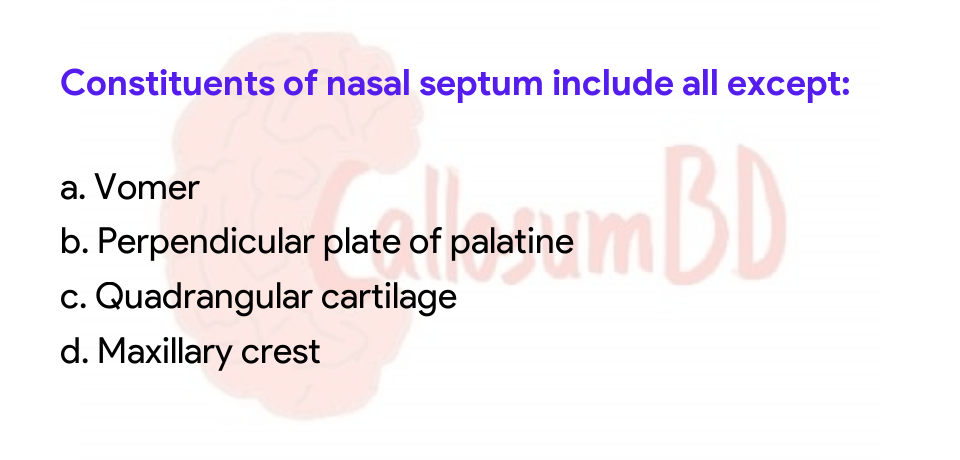 Constituents of nasal septum include all except:
CallosumBD
a. Vomer
b. Perpendicular plate of palatine
c. Quadrangular cartilage
d. Maxillary crest